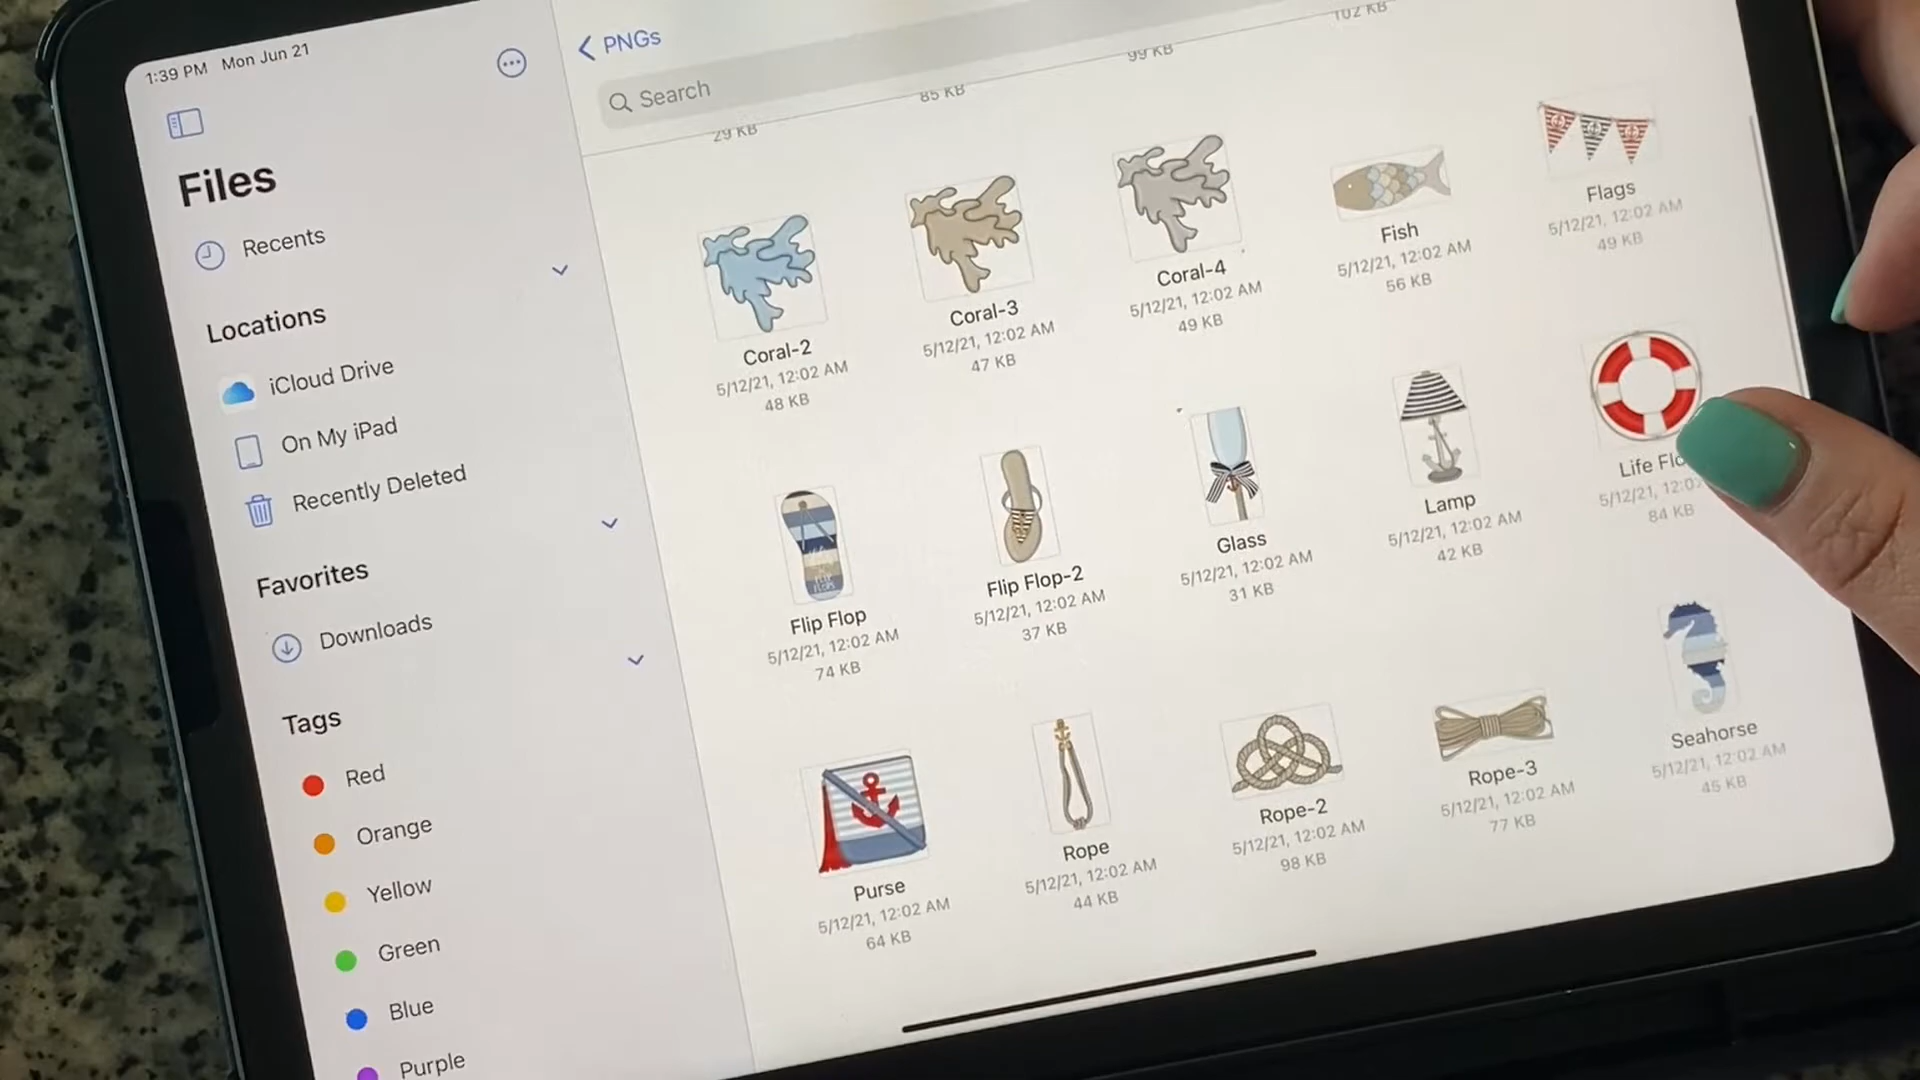 1:39 PM Mon Jun 21
Files
Recents
Locations
iCloud Drive
On My iPad
Recently Deleted
Favorites
Downloads
Tags
Red
Orange
Yellow
Green
Blue
Purple
PNGs
Search
29 KB
85 KB
99 KB
102 KB
Coral-2
5/12/21, 12:02 AM
48 KB
Coral-3
5/12/21, 12:02 AM
47 KB
Coral-4
5/12/21, 12:02 AM
49 KB
Fish
5/12/21, 12:02 AM
56 KB
Flags
5/12/21, 12:02 AM
49 KB
Flip Flop
5/12/21, 12:02 AM
74 KB
Flip Flop-2
5/12/21, 12:02 AM
37 KB
Glass
5/12/21, 12:02 AM
31 KB
Lamp
5/12/21, 12:02 AM
42 KB
Life Flo
5/12/21, 12:02
84 KB
Purse
5/12/21, 12:02 AM
64 KB
Rope
5/12/21, 12:02 AM
44 KB
Rope-2
5/12/21, 12:02 AM
98 KB
Rope-3
5/12/21, 12:02 AM
77 KB
Seahorse
5/12/21, 12:02 AM
45 KB